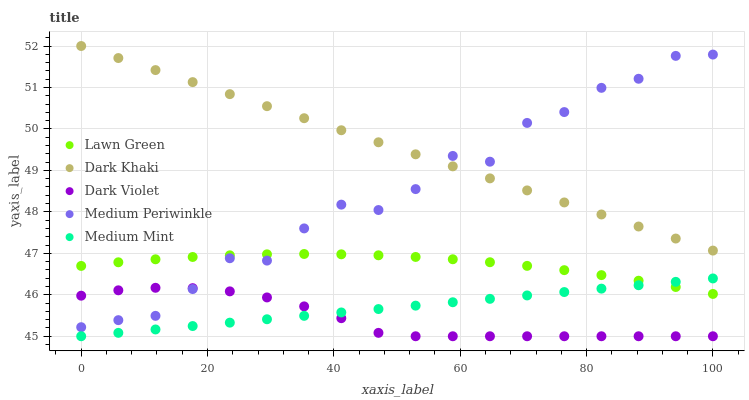 title
52
51
50
49
48
47
46
45
yaxis_label
Lawn Green
Dark Khaki
Dark Violet
Medium Periwinkle
Medium Mint
0 20 40 60 80 100
xaxis_label